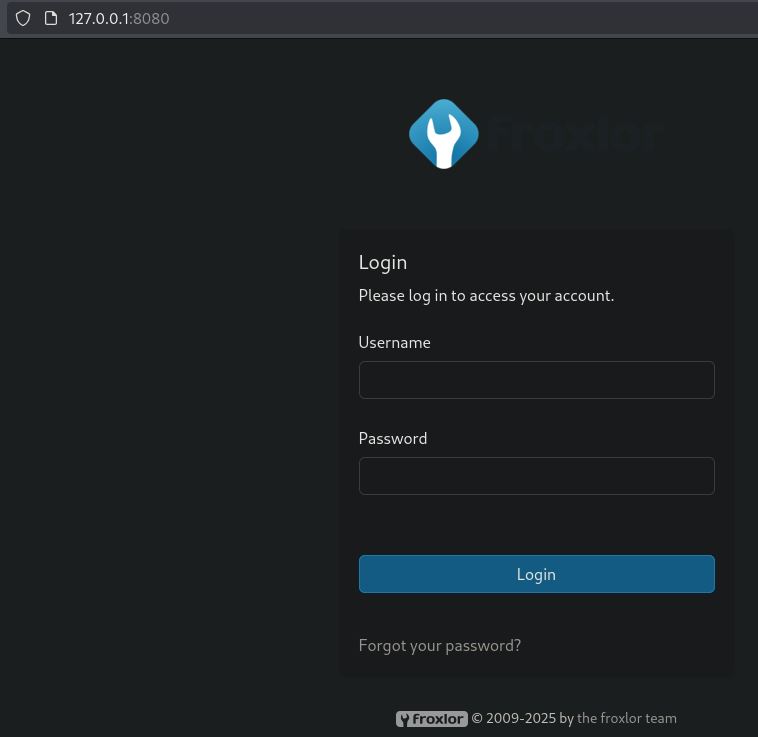 127.0.0.1:8080
froxlor
Login
Please log in to access your account.
Username
Password
Login
Forgot your password?
froxlor © 2009-2025 by the froxlor team